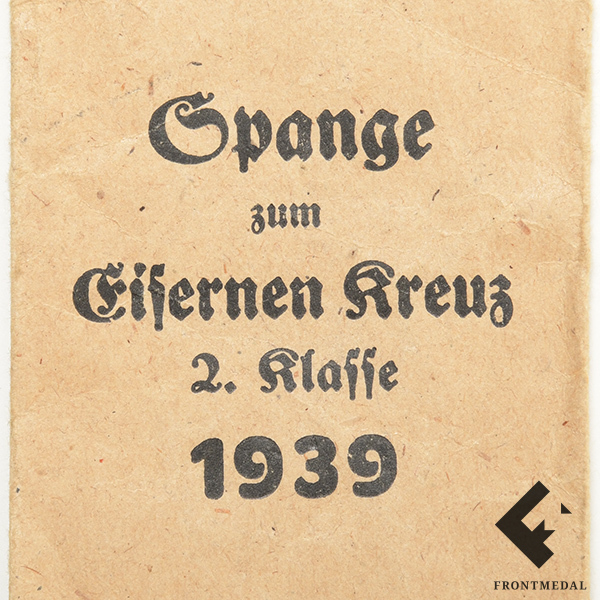 Spange
zum
Eiſernen Kreuz
2. Klaſſe
1939
FRONTMEDAL